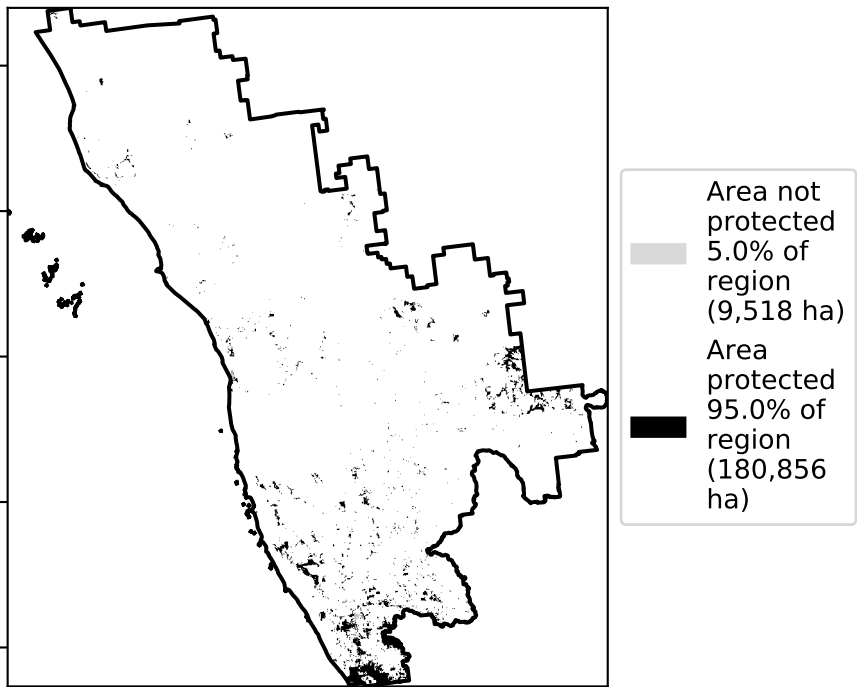 Area not
protected
5.0% of
region
(9,518 ha)
Area
protected
95.0% of
region
(180,856
ha)